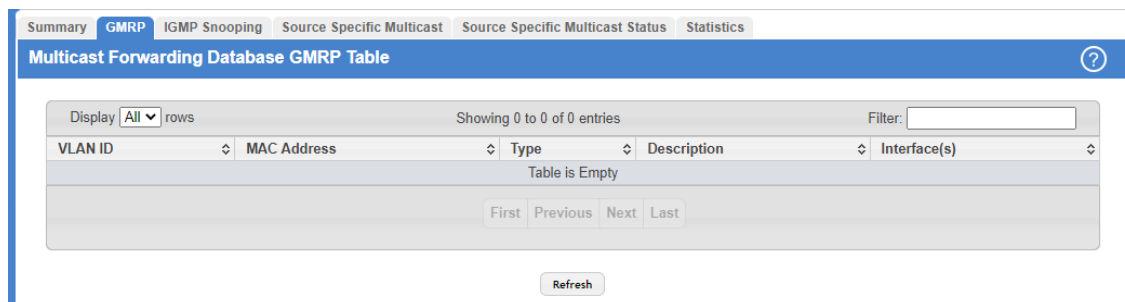 Summary GMRP IGMP Snooping Source Specific Multicast Source Specific Multicast Status Statistics
Multicast Forwarding Database GMRP Table ?
Display All rows Showing 0 to 0 of 0 entries Filter:
VLAN ID MAC Address Type Description Interface(s)
Table is Empty
First Previous Next Last
Refresh